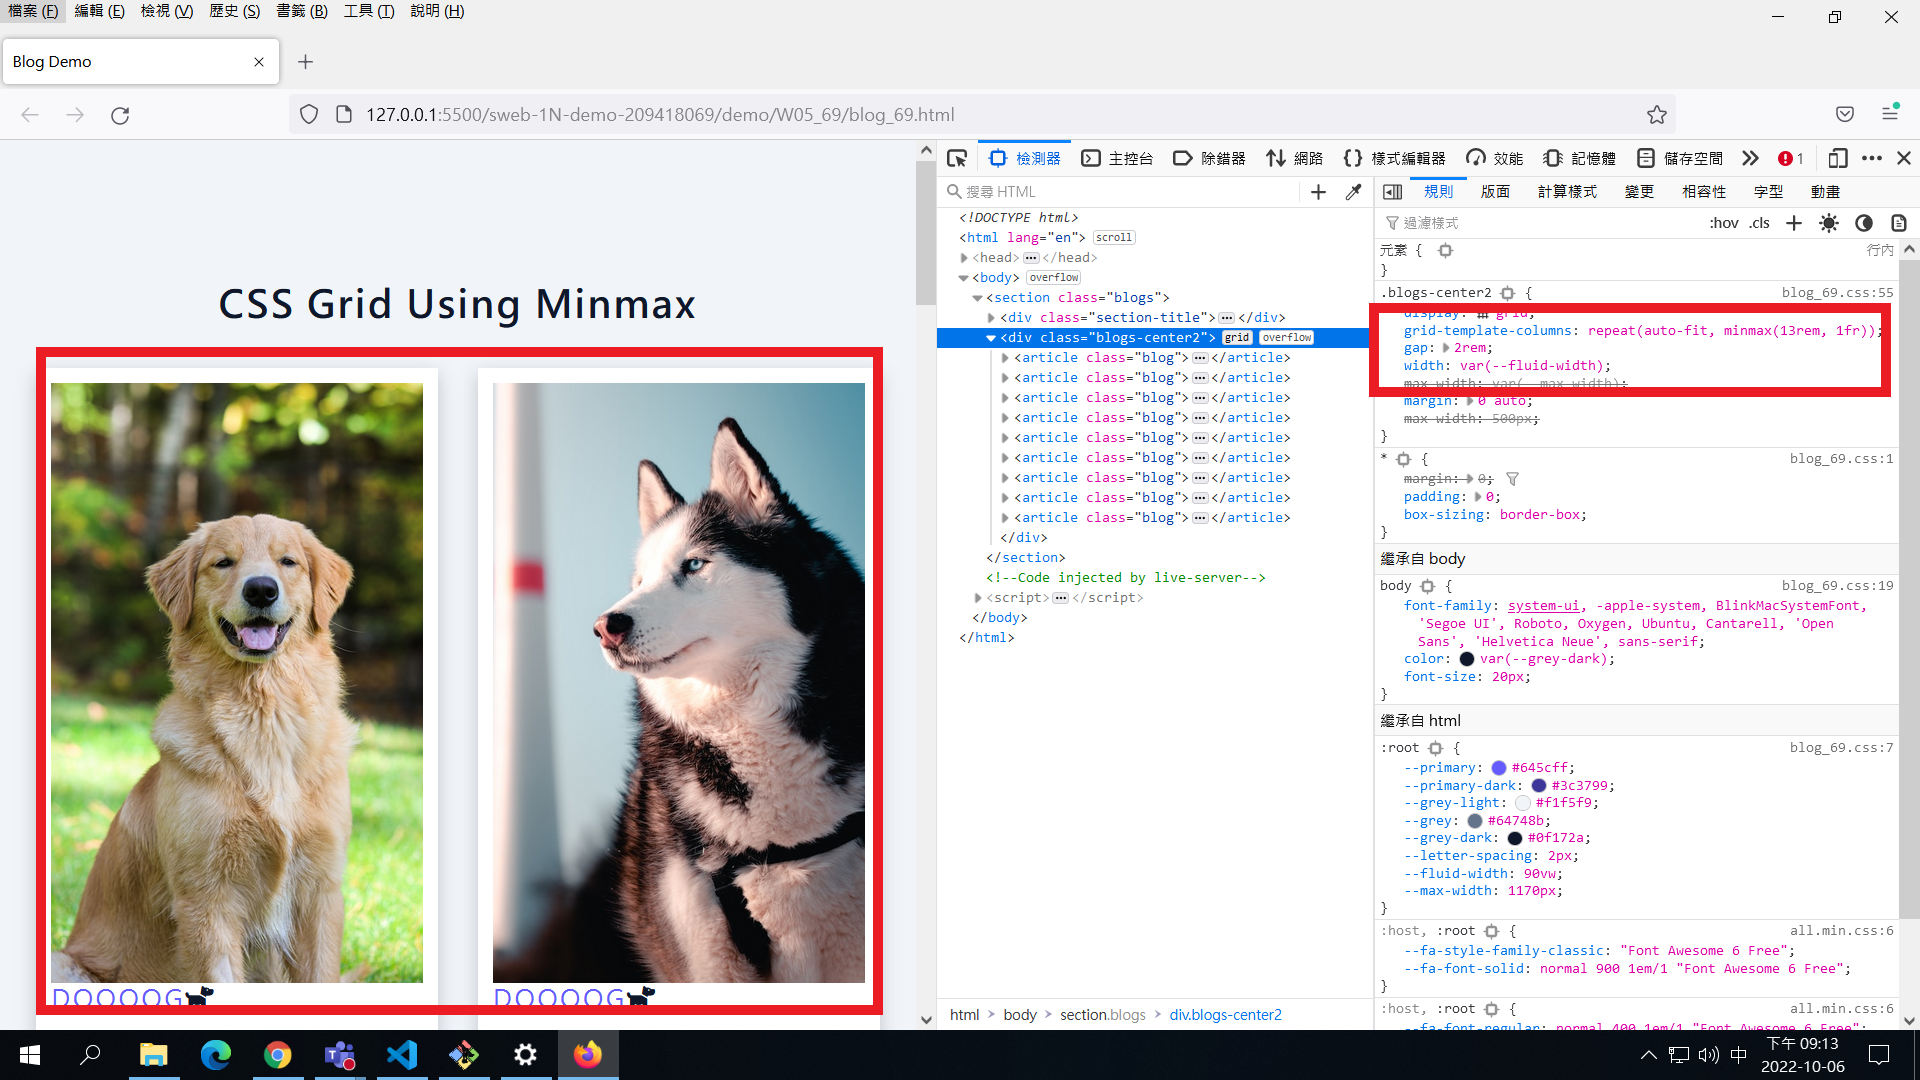 檔案 (F) 編輯 (E) 檢視 (V) 歷史 (S) 書籤 (B) 工具 (T) 說明 (H)
Blog Demo
127.0.0.1:5500/sweb-1N-demo-209418069/demo/W05_69/blog_69.html
CSS Grid Using Minmax
DOOOOG
DOOOOG
檢測器 主控台 除錯器 網路 樣式編輯器 效能 記憶體 儲存空間 1
搜尋 HTML
<!DOCTYPE html>
<html lang="en"> scroll
<head> ••• </head>
<body> overflow
<section class="blogs">
<div class="section-title"> ••• </div>
<div class="blogs-center2"> grid overflow
<article class="blog"> ••• </article>
<article class="blog"> ••• </article>
<article class="blog"> ••• </article>
<article class="blog"> ••• </article>
<article class="blog"> ••• </article>
<article class="blog"> ••• </article>
<article class="blog"> ••• </article>
<article class="blog"> ••• </article>
<article class="blog"> ••• </article>
</div>
</section>
<!--Code injected by live-server-->
<script> ••• </script>
</body>
</html>
html > body > section.blogs > div.blogs-center2
規則 版面 計算樣式 變更 相容性 字型 動畫
過濾樣式 :hov .cls
元素 { 行內
}
.blogs-center2 { blog_69.css:55
display: grid;
grid-template-columns: repeat(auto-fit, minmax(13rem, 1fr));
gap: 2rem;
width: var(--fluid-width);
max-width: var(--max-width);
margin: 0 auto;
max-width: 500px;
}
* { blog_69.css:1
margin: 0;
padding: 0;
box-sizing: border-box;
}
繼承自 body
body { blog_69.css:19
font-family: system-ui, -apple-system, BlinkMacSystemFont,
'Segoe UI', Roboto, Oxygen, Ubuntu, Cantarell, 'Open
Sans', 'Helvetica Neue', sans-serif;
color: var(--grey-dark);
font-size: 20px;
}
繼承自 html
:root { blog_69.css:7
--primary: #645cff;
--primary-dark: #3c3799;
--grey-light: #f1f5f9;
--grey: #64748b;
--grey-dark: #0f172a;
--letter-spacing: 2px;
--fluid-width: 90vw;
--max-width: 1170px;
}
:host, :root { all.min.css:6
--fa-style-family-classic: "Font Awesome 6 Free";
--fa-font-solid: normal 900 1em/1 "Font Awesome 6 Free";
}
:host, :root { all.min.css:6
--fa-font-regular: normal 400 1em/1 "Font Awesome 6 Free";
中
下午 09:13
2022-10-06